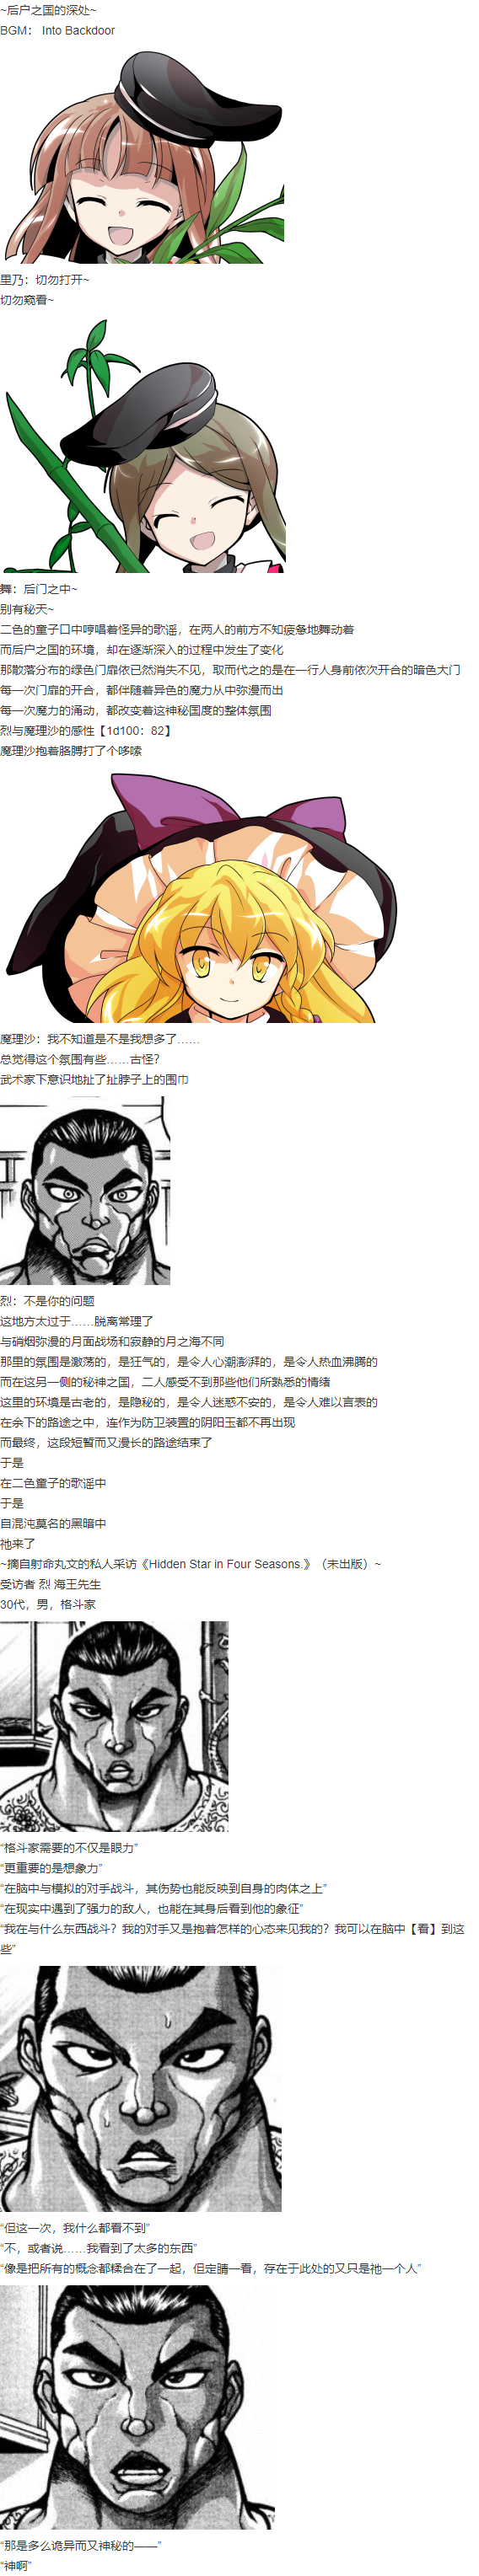 ~后户之国的深处~
BGM： Into Backdoor
里乃：切勿打开~
切勿窥看~
舞：后门之中~
别有秘天~
二色的童子口中哼唱着怪异的歌谣，在两人的前方不知疲惫地舞动着
而后户之国的环境，却在逐渐深入的过程中发生了变化
那散落分布的绿色门扉依已然消失不见，取而代之的是在一行人身前依次开合的暗色大门
每一次门扉的开合，都伴随着异色的魔力从中弥漫而出
每一次魔力的涌动，都改变着这神秘国度的整体氛围
烈与魔理沙的感性【1d100：82】
魔理沙抱着胳膊打了个哆嗦
魔理沙：我不知道是不是我想多了……
总觉得这个氛围有些……古怪?
武术家下意识地扯了扯脖子上的围巾
烈：不是你的问题
这地方太过于……脱离常理了
与硝烟弥漫的月面战场和寂静的月之海不同
那里的氛围是激荡的，是狂气的，是令人心潮澎湃的，是令人热血沸腾的
而在这另一侧的秘神之国，二人感受不到那些他们所熟悉的情绪
这里的环境是古老的，是隐秘的，是令人迷惑不安的，是令人难以言表的
在余下的路途之中，连作为防卫装置的阴阳玉都不再出现
而最终，这段短暂而又漫长的路途结束了
于是
在二色童子的歌谣中
于是
自混沌莫名的黑暗中
祂来了
~摘自射命丸文的私人采访《Hidden Star in Four Seasons.》（未出版）~
受访者 烈 海王先生
30代，男，格斗家
“格斗家需要的不仅是眼力”
“更重要的是想象力”
“在脑中与模拟的对手战斗，其伤势也能反映到自身的肉体之上”
“在现实中遇到了强力的敌人，也能在其身后看到他的象征”
“我在与什么东西战斗？我的对手又是抱着怎样的心态来见我的？我可以在脑中【看】到这
些”
“但这一次，我什么都看不到”
“不，或者说……我看到了太多的东西”
“像是把所有的概念都糅合在了一起，但定睛一看，存在于此处的又只是祂一个人”
“那是多么诡异而又神秘的——”
“神啊”